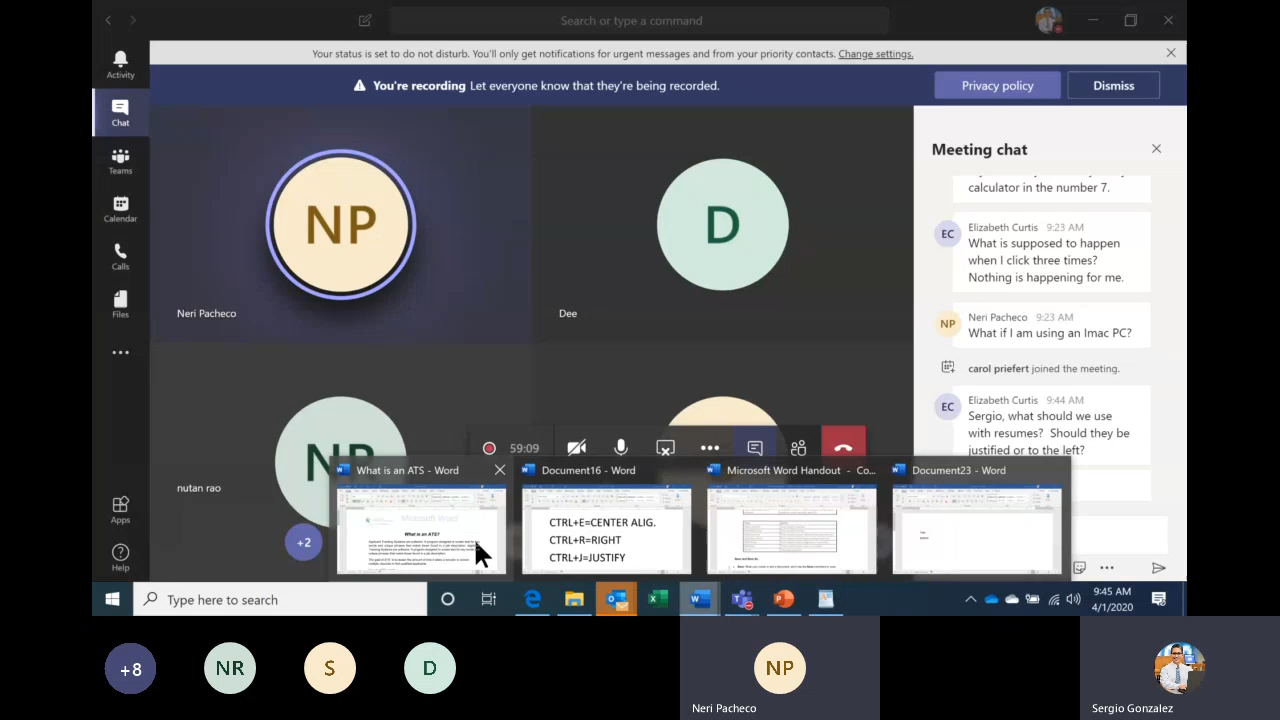 Search or type a command
Your status is set to do not disturb. You'll only get notifications for urgent messages and from your priority contacts. Change settings.
You're recording Let everyone know that they're being recorded.
Privacy policy
Dismiss
Activity
Chat
Teams
Calendar
Calls
Files
Apps
Help
NP
Neri Pacheco
D
Dee
NP
nutan rao
+2
59:09
Meeting chat
calculator in the number 7.
EC
Elizabeth Curtis 9:23 AM
What is supposed to happen
when I click three times?
Nothing is happening for me.
NP
Neri Pacheco 9:23 AM
What if I am using an Imac PC?
carol priefert joined the meeting.
EC
Elizabeth Curtis 9:44 AM
Sergio, what should we use
with resumes? Should they be
justified or to the left?
What is an ATS - Word
Microsoft Word
What is an ATS?
Document16 - Word
CTRL+E=CENTER ALIG.
CTRL+R=RIGHT
CTRL+J=JUSTIFY
Microsoft Word Handout - Co...
Document23 - Word
Type here to search
9:45 AM
4/1/2020
+8
NR
S
D
NP
Neri Pacheco
Sergio Gonzalez